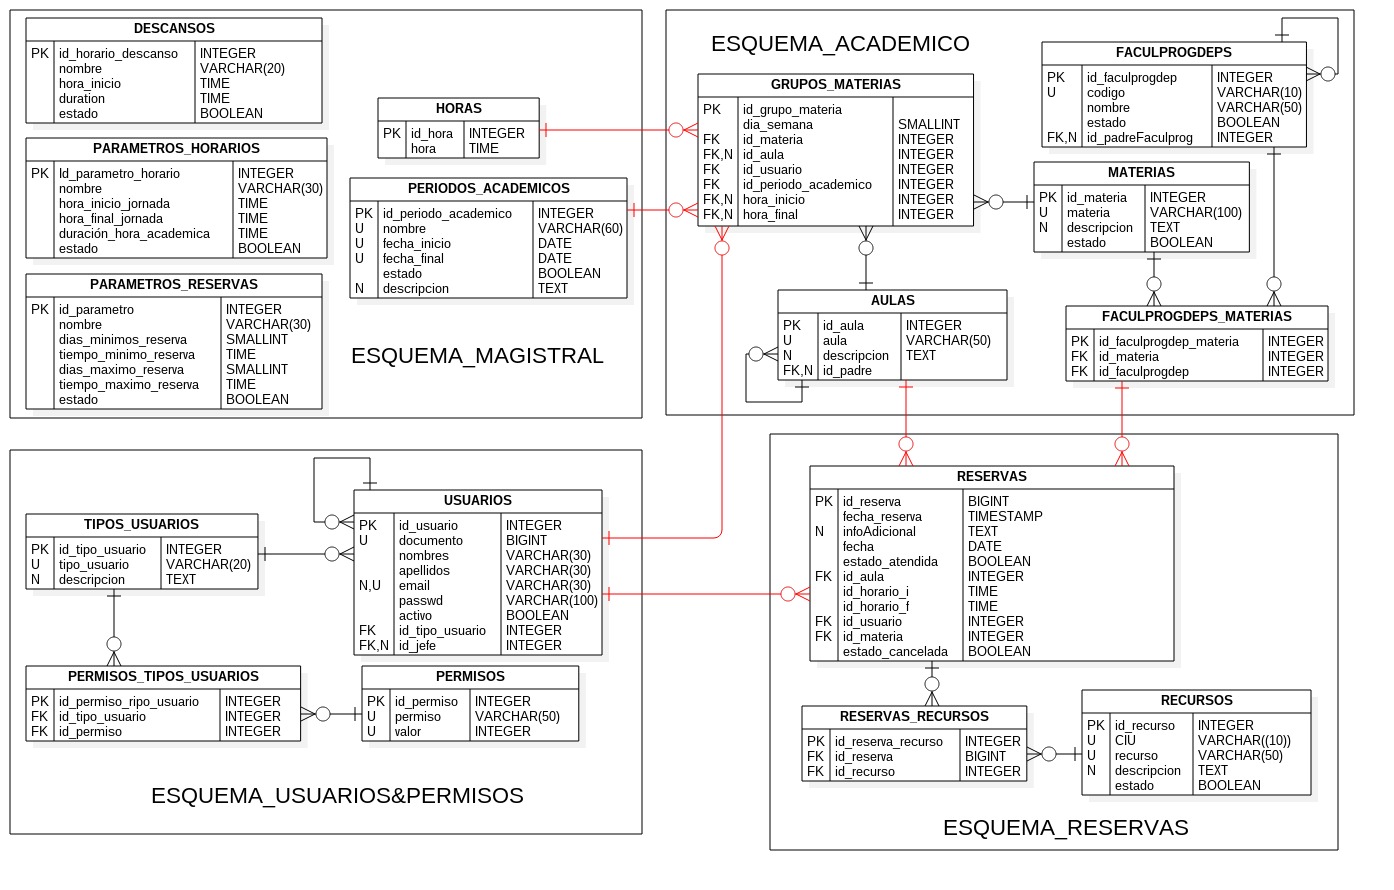 DESCANSOS
PK id_horario_descanso INTEGER
nombre VARCHAR(20)
hora_inicio TIME
duration TIME
estado BOOLEAN
PARAMETROS_HORARIOS
PK Id_parametro_horario INTEGER
nombre VARCHAR(30)
hora_inicio_jornada TIME
hora_final_jornada TIME
duración_hora_academica TIME
estado BOOLEAN
PARAMETROS_RESERVAS
PK id_parametro INTEGER
nombre VARCHAR(30)
dias_minimos_reserva SMALLINT
tiempo_minimo_reserva TIME
dias_maximo_reserva SMALLINT
tiempo_maximo_reserva TIME
estado BOOLEAN
HORAS
PK id_hora INTEGER
hora TIME
PERIODOS_ACADEMICOS
PK id_periodo_academico INTEGER
U nombre VARCHAR(60)
U fecha_inicio DATE
U fecha_final DATE
estado BOOLEAN
N descripcion TEXT
ESQUEMA_MAGISTRAL
ESQUEMA_ACADEMICO
GRUPOS_MATERIAS
PK id_grupo_materia
dia_semana SMALLINT
FK id_materia INTEGER
FK,N id_aula INTEGER
FK id_usuario INTEGER
FK id_periodo_academico INTEGER
FK,N hora_inicio INTEGER
FK,N hora_final INTEGER
FACULPROGDEPS
PK id_faculprogdep INTEGER
U codigo VARCHAR(10)
nombre VARCHAR(50)
estado BOOLEAN
FK,N id_padreFaculprog INTEGER
MATERIAS
PK id_materia INTEGER
U materia VARCHAR(100)
N descripcion TEXT
estado BOOLEAN
AULAS
PK id_aula INTEGER
U aula VARCHAR(50)
N descripcion TEXT
FK,N id_padre
FACULPROGDEPS_MATERIAS
PK id_faculprogdep_materia INTEGER
FK id_materia INTEGER
FK id_faculprogdep INTEGER
USUARIOS
PK id_usuario INTEGER
U documento BIGINT
nombres VARCHAR(30)
apellidos VARCHAR(30)
N,U email VARCHAR(30)
passwd VARCHAR(100)
activo BOOLEAN
FK id_tipo_usuario INTEGER
FK,N id_jefe INTEGER
TIPOS_USUARIOS
PK id_tipo_usuario INTEGER
U tipo_usuario VARCHAR(20)
N descripcion TEXT
PERMISOS_TIPOS_USUARIOS
PK id_permiso_ripo_usuario INTEGER
FK id_tipo_usuario INTEGER
FK id_permiso INTEGER
PERMISOS
PK id_permiso INTEGER
U permiso VARCHAR(50)
U valor INTEGER
ESQUEMA_USUARIOS&PERMISOS
RESERVAS
PK id_reserva BIGINT
fecha_reserva TIMESTAMP
N infoAdicional TEXT
fecha DATE
estado_atendida BOOLEAN
FK id_aula INTEGER
id_horario_i TIME
id_horario_f TIME
FK id_usuario INTEGER
FK id_materia INTEGER
estado_cancelada BOOLEAN
RESERVAS_RECURSOS
PK id_reserva_recurso INTEGER
FK id_reserva BIGINT
FK id_recurso INTEGER
RECURSOS
PK id_recurso INTEGER
U CIU VARCHAR((10))
U recurso VARCHAR(50)
N descripcion TEXT
estado BOOLEAN
ESQUEMA_RESERVAS